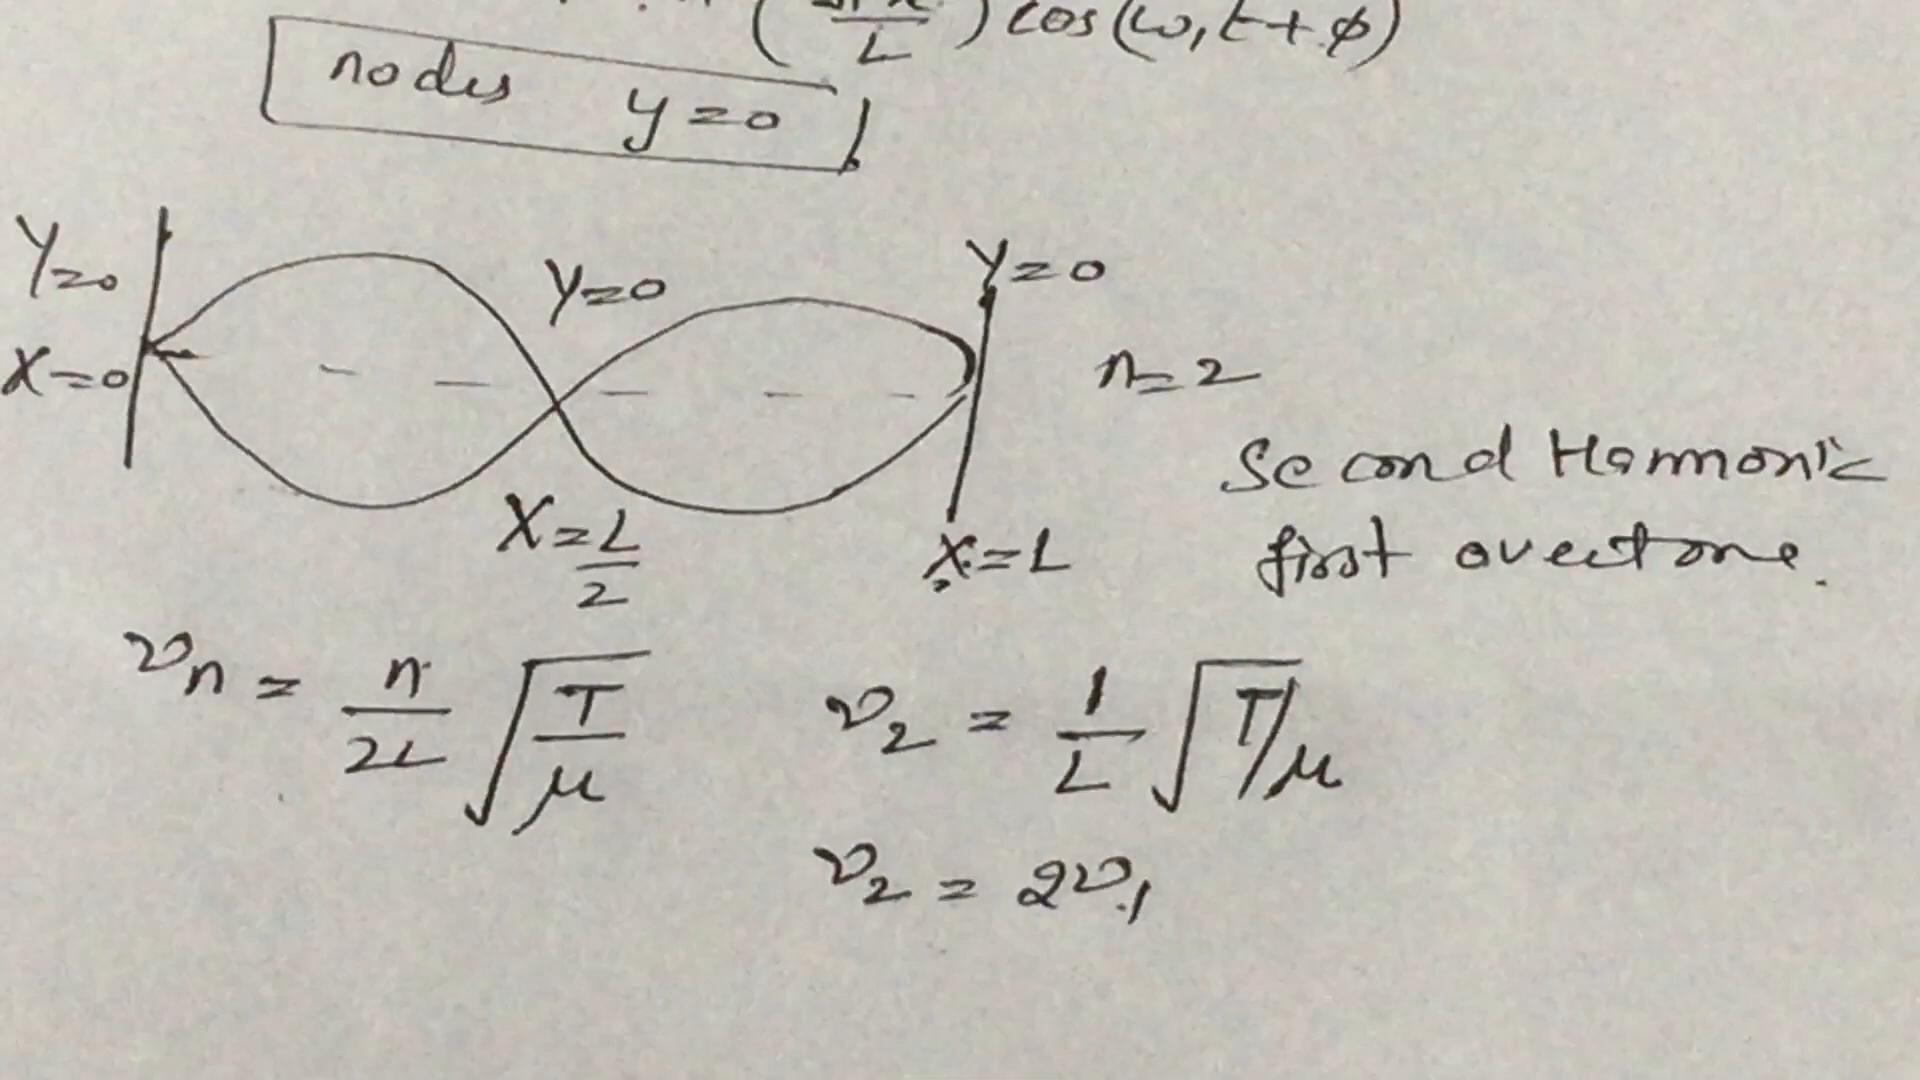 ( /L ) cos(ω, t + φ)
nodes y=0
Y=0 Y=0 Y=0
X=0 n=2
Second Harmonic
X=L/2 X=L first overtone.
νn = n/2L √T/μ ν2 = 1/L √T/μ
ν2 = 2ν1